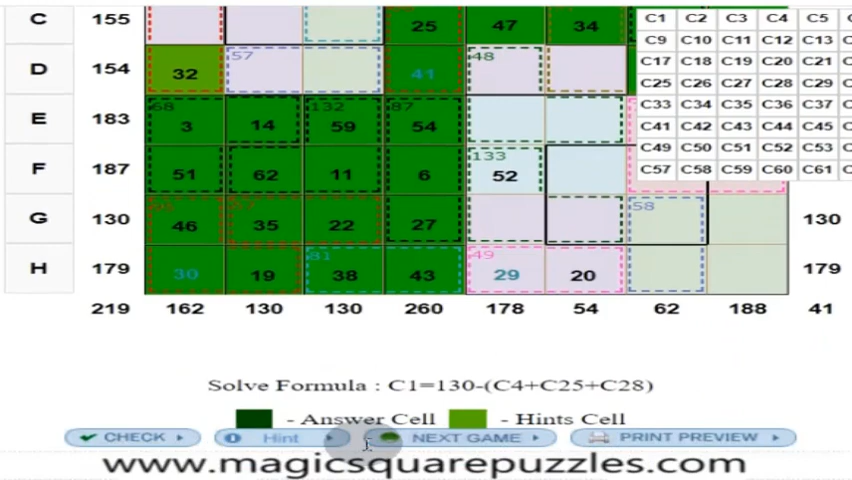 C 155 25 47 34 C1 C2 C3 C4 C5
C9 C10 C11 C12 C13
D 154 32 57 41 48 C17 C18 C19 C20 C21
C25 C26 C27 C28 C29
E 183 68 3 14 132 59 87 54 C33 C34 C35 C36 C37
C41 C42 C43 C44 C45
F 187 51 62 11 6 133 52 C49 C50 C51 C52 C53
C57 C58 C59 C60 C61
G 130 46 35 22 27 58 130
H 179 30 19 81 38 43 49 29 20 179
219 162 130 130 260 178 54 62 188 41
Solve Formula : C1=130-(C4+C25+C28)
- Answer Cell - Hints Cell
CHECK Hint NEXT GAME PRINT PREVIEW
www.magicsquarepuzzles.com